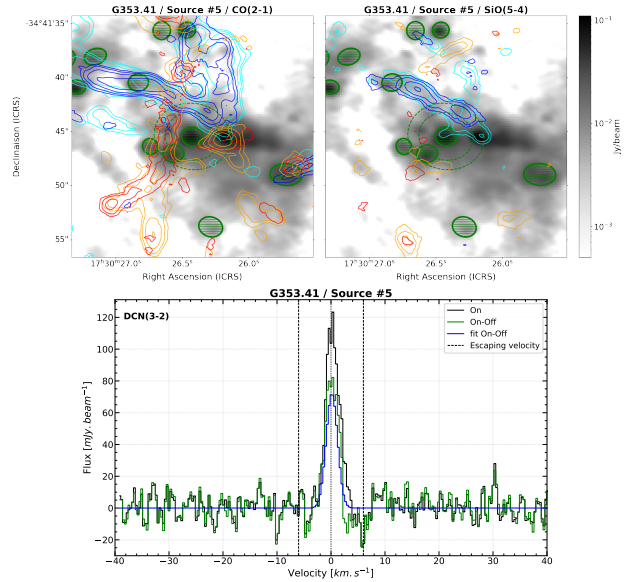 G353.41 / Source #5 / CO(2-1)
G353.41 / Source #5 / SiO(5-4)
-34°41'35"
40"
45"
50"
55"
Declinaison (ICRS)
17ʰ30ᵐ27.0ˢ 26.5ˢ 26.0ˢ
17ʰ30ᵐ27.0ˢ 26.5ˢ 26.0ˢ
Right Ascension (ICRS)
Right Ascension (ICRS)
10⁻¹
10⁻²
10⁻³
Jy/beam
G353.41 / Source #5
DCN(3-2)
On
On-Off
fit On-Off
Escaping velocity
120
100
80
60
40
20
0
−20
Flux [mJy.beam⁻¹]
−40 −30 −20 −10 0 10 20 30 40
Velocity [km.s⁻¹]